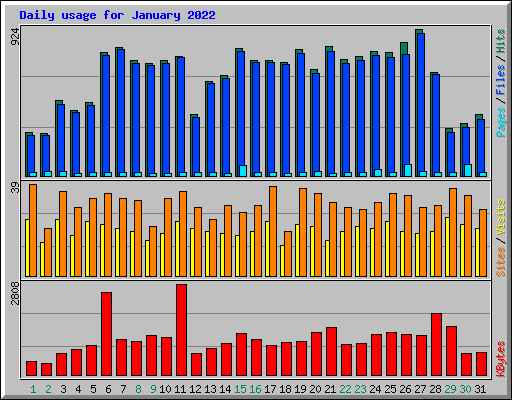 Daily usage for January 2022
924
Pages / Files / Hits
39
Sites / Visits
2808
KBytes
1 2 3 4 5 6 7 8 9 10 11 12 13 14 15 16 17 18 19 20 21 22 23 24 25 26 27 28 29 30 31